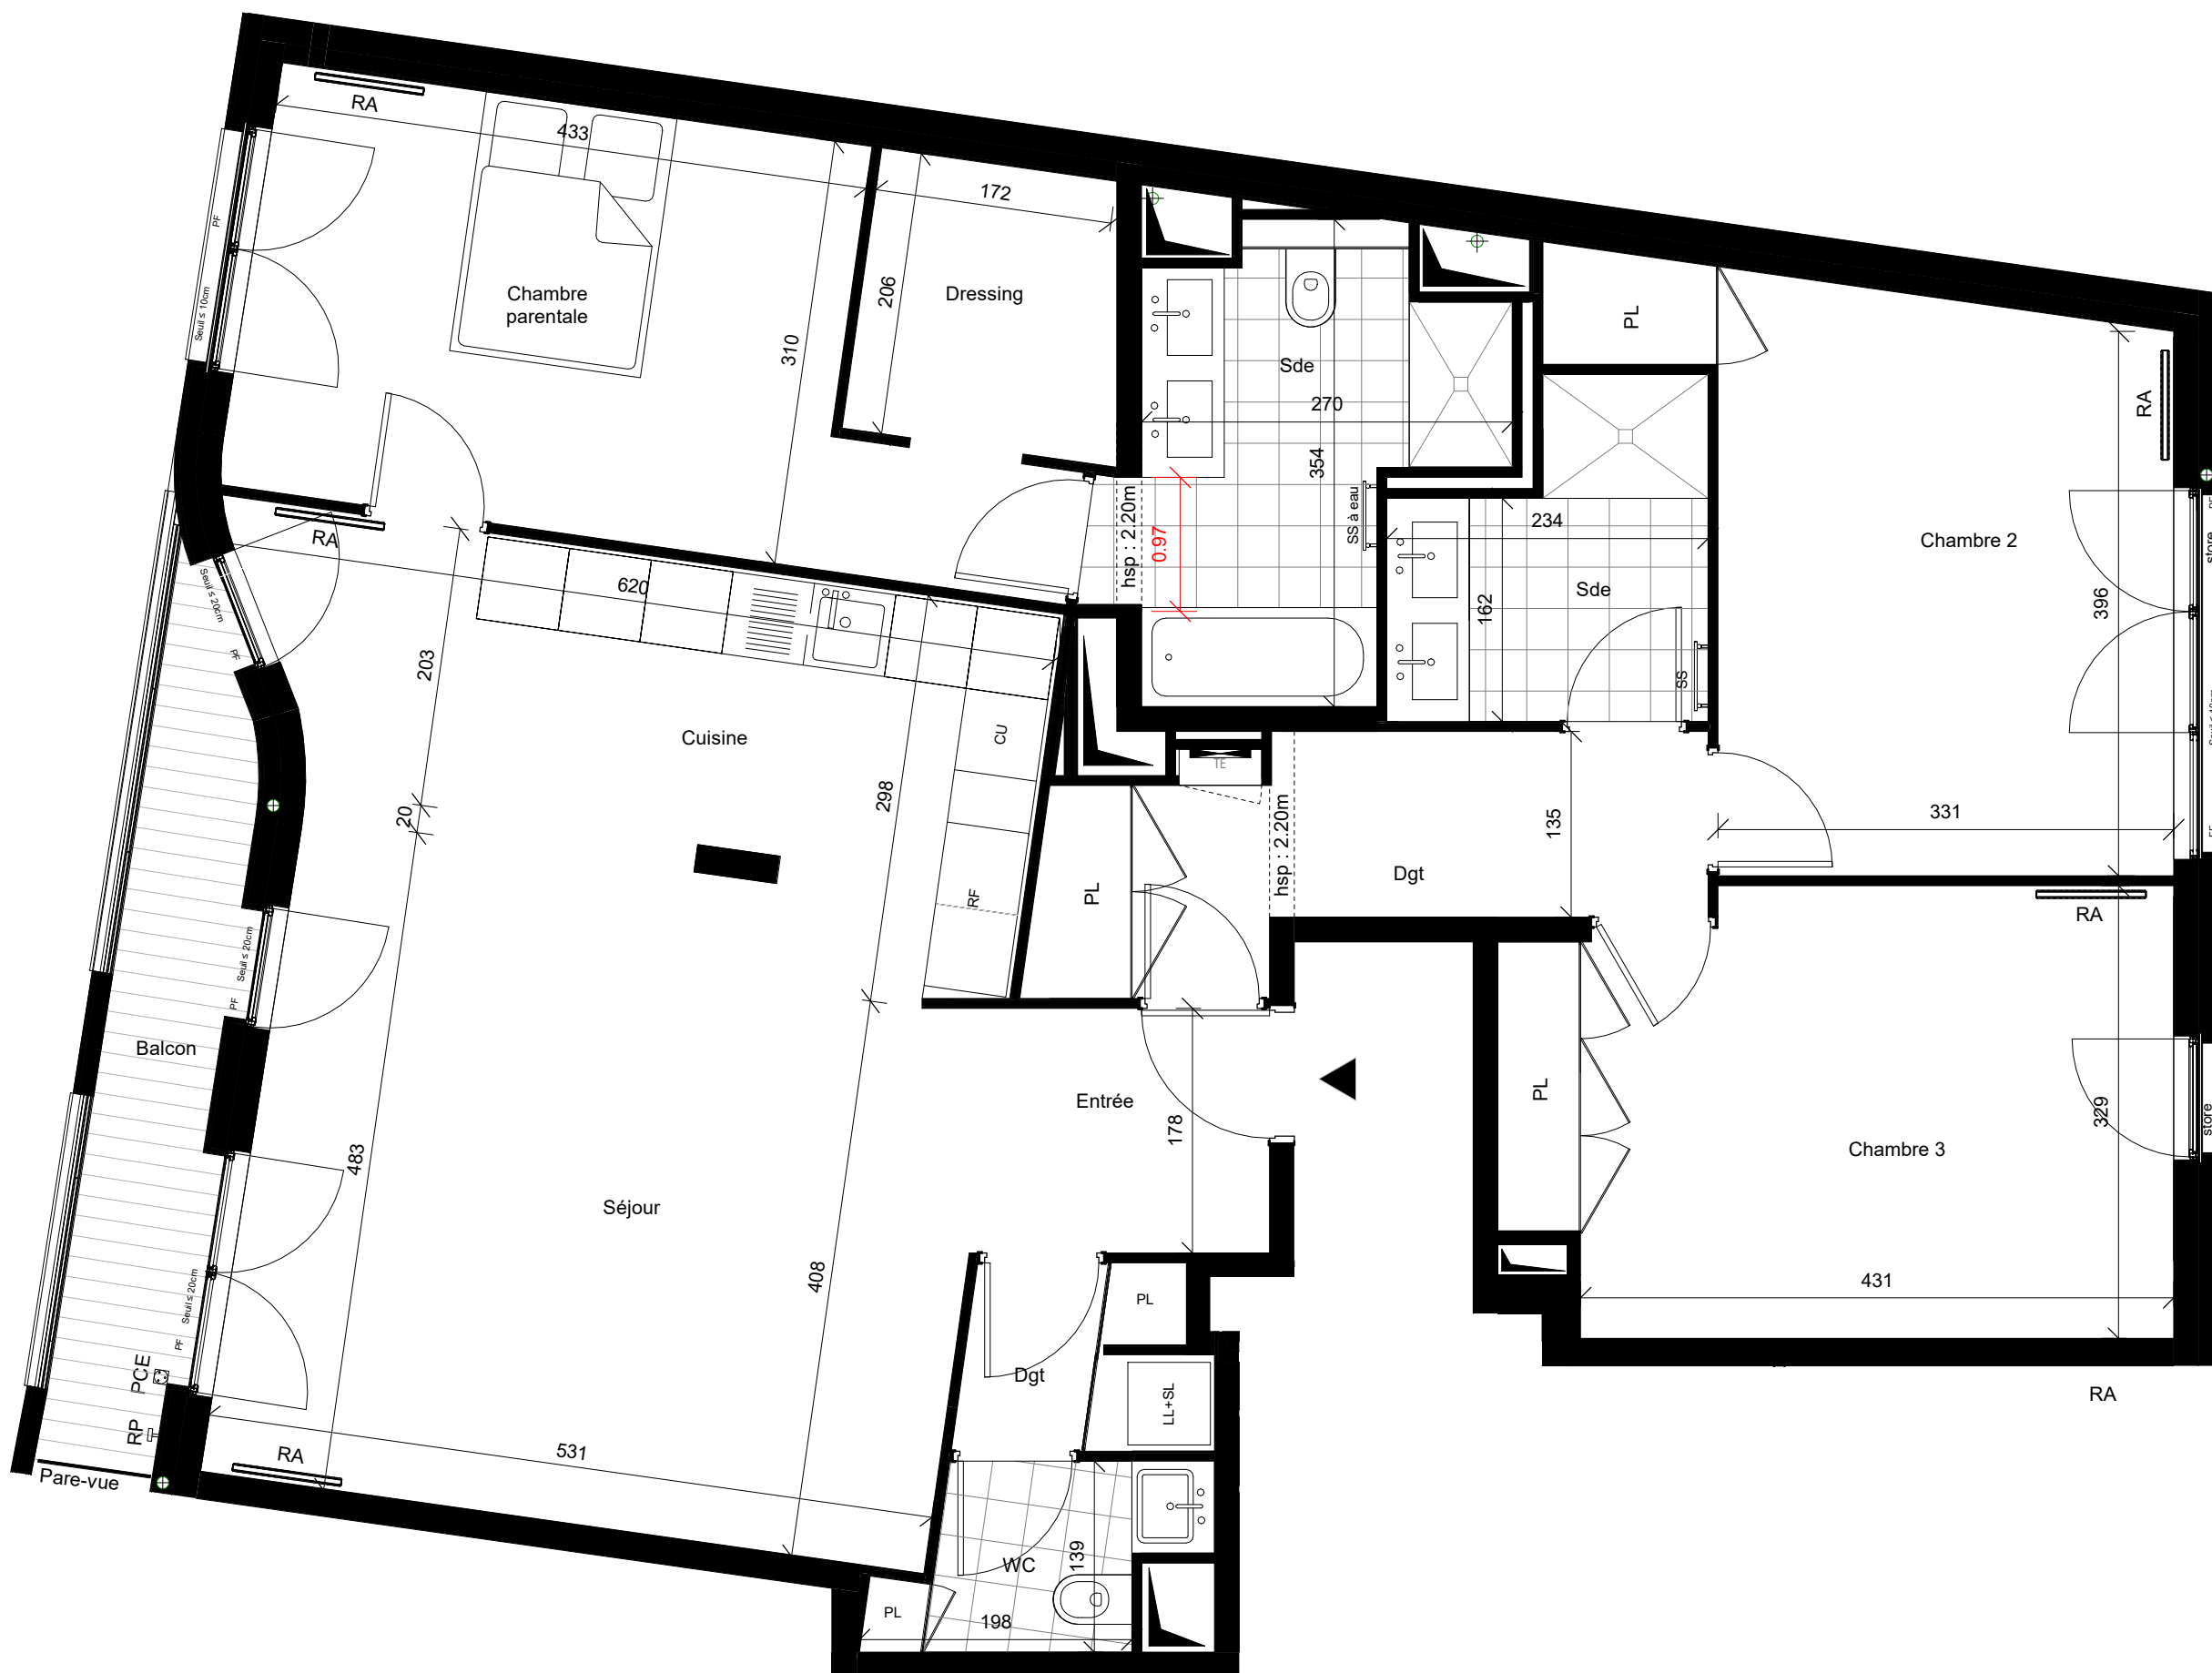 RA
433
172
PF
Seuil ≤ 10cm
Chambre
parentale
206
310
Dressing
Sde
270
354
PL
RA
SS à eau
hsp : 2.20m
0.97
234
162
Sde
SS
Chambre 2
396
store
331
RA
620
Seuil ≤ 20cm
PF
203
20
Cuisine
298
CU
RF
TE
PL
hsp : 2.20m
135
Dgt
RA
Balcon
Seuil ≤ 20cm
PF
Entrée
178
PL
Chambre 3
329
store
431
RA
483
Séjour
408
Seuil ≤ 20cm
PF
PCE
RP
Pare-vue
RA
531
PL
Dgt
LL+SL
WC
139
198
PL